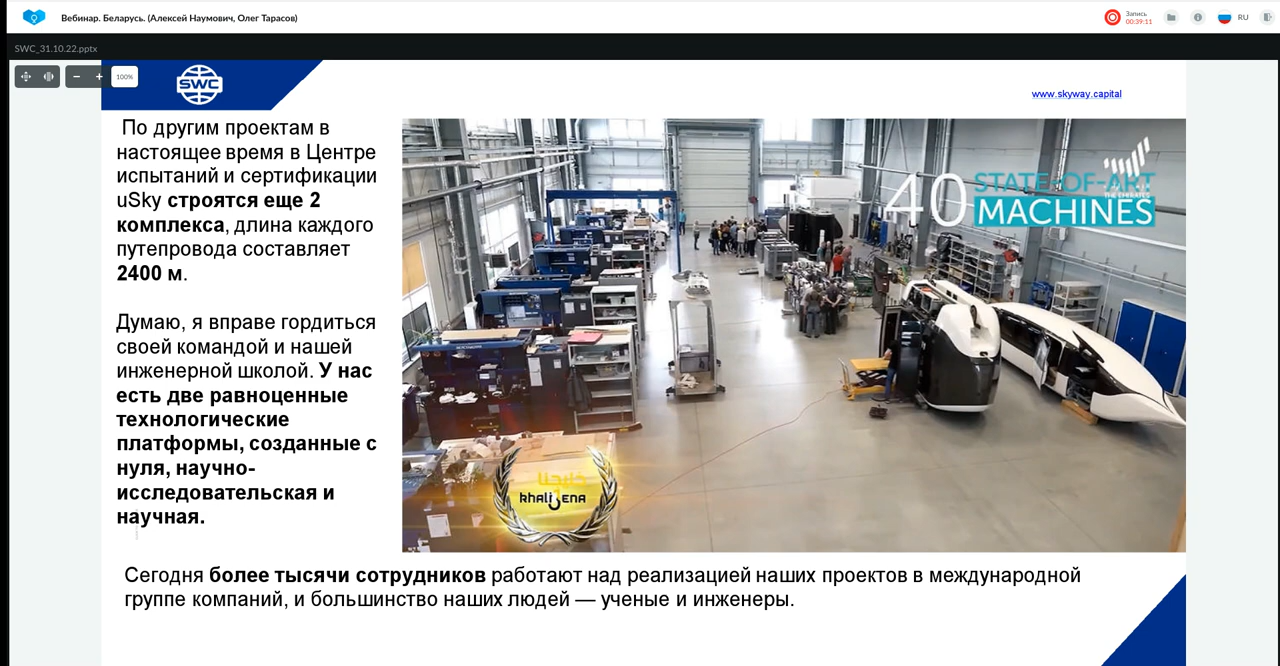 Вебинар. Беларусь. (Алексей Наумович, Олег Тарасов)
Запись
00:39:11
RU
SWC_31.10.22.pptx
100%
SWC
www.skyway.capital
По другим проектам в
настоящее время в Центре
испытаний и сертификации
uSky строятся еще 2
комплекса, длина каждого
путепровода составляет
2400 м.
Думаю, я вправе гордиться
своей командой и нашей
инженерной школой. У нас
есть две равноценные
технологические
платформы, созданные с
нуля, научно-
исследовательская и
научная.
40 STATE-OF-ART
MACHINES
THE EMIRATES
خليجنا
khalijENA
Сегодня более тысячи сотрудников работают над реализацией наших проектов в международной
группе компаний, и большинство наших людей — ученые и инженеры.